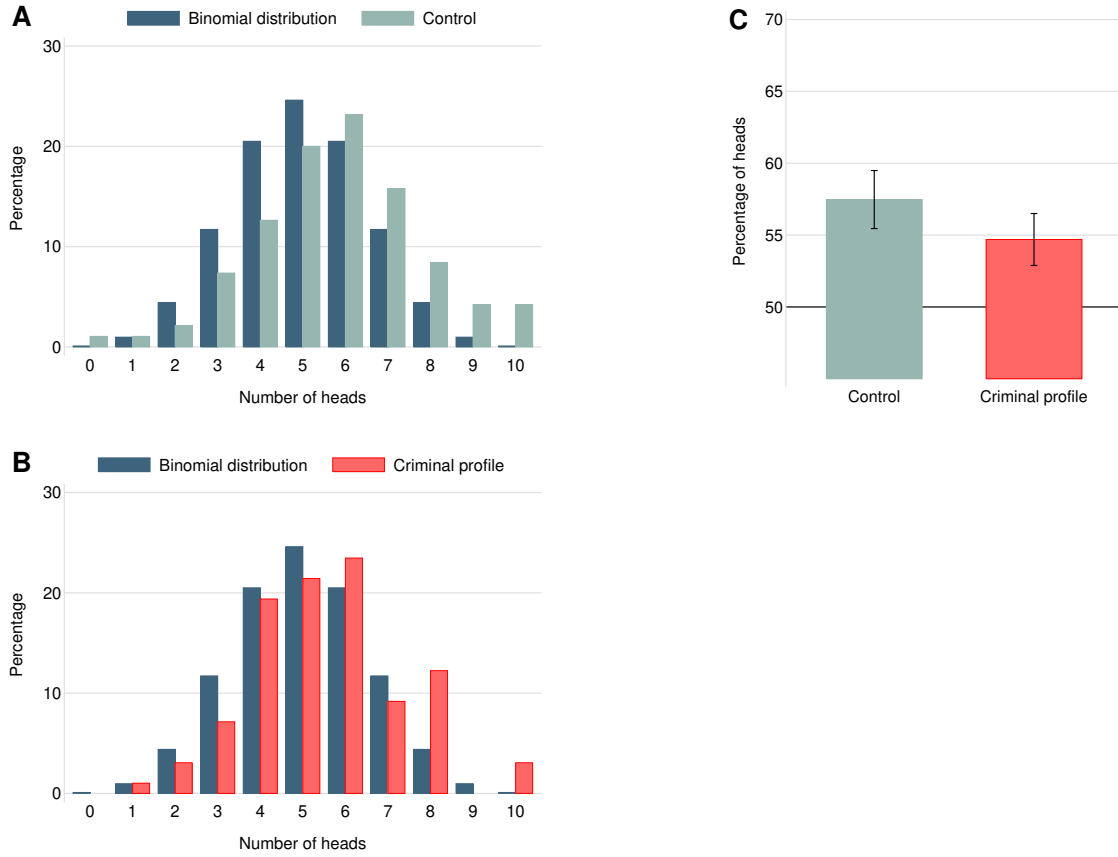 A
Binomial distribution Control
30
20
10
0
Percentage
0 1 2 3 4 5 6 7 8 9 10
Number of heads
B
Binomial distribution Criminal profile
30
20
10
0
Percentage
0 1 2 3 4 5 6 7 8 9 10
Number of heads
C
70
65
60
55
50
Percentage of heads
Control Criminal profile